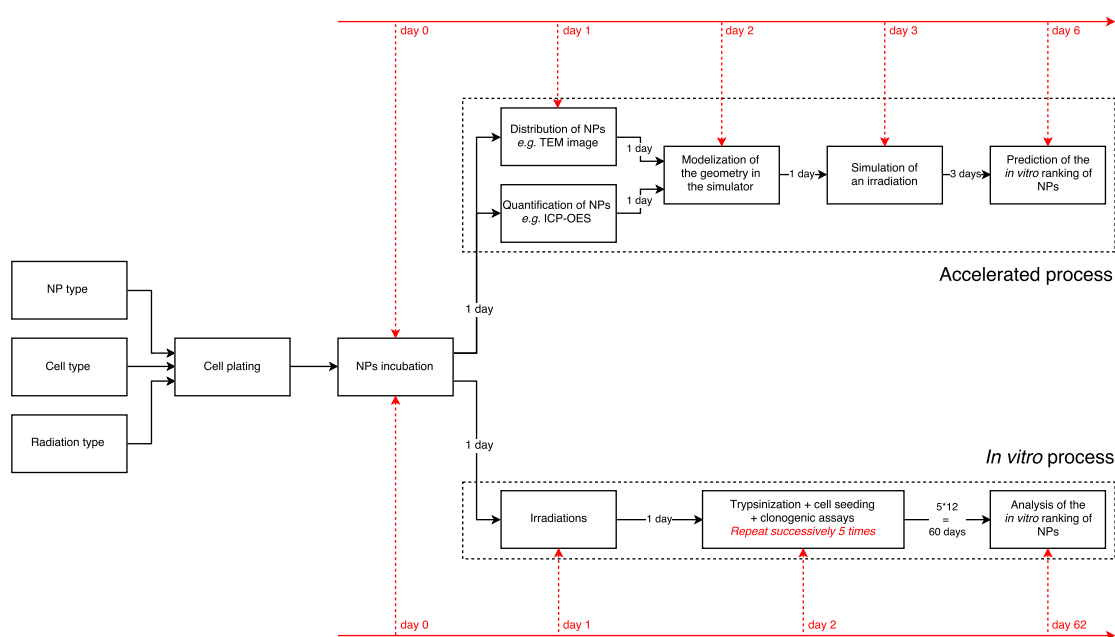 day 0
day 1
day 2
day 3
day 6
Distribution of NPs
e.g. TEM image
1 day
Quantification of NPs
e.g. ICP-OES
1 day
Modelization of
the geometry in
the simulator
1 day
Simulation of
an irradiation
3 days
Prediction of the
in vitro ranking of
NPs
Accelerated process
NP type
Cell type
Radiation type
Cell plating
NPs incubation
1 day
1 day
In vitro process
Irradiations
1 day
Trypsinization + cell seeding
+ clonogenic assays
Repeat successively 5 times
5*12
=
60 days
Analysis of the
in vitro ranking of
NPs
day 0
day 1
day 2
day 62